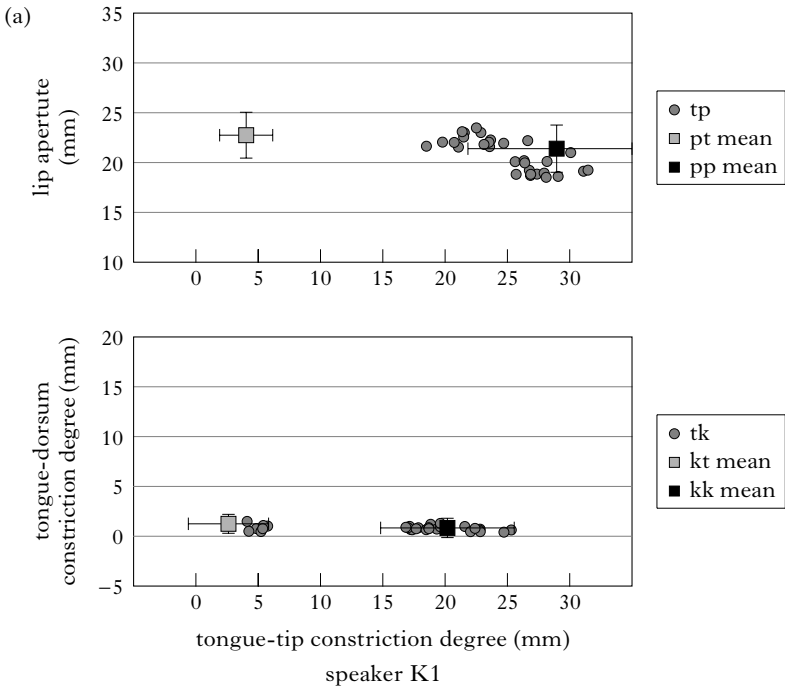 (a)
lip aperture
(mm)
35
30
25
20
15
10
0 5 10 15 20 25 30
tp
pt mean
pp mean
tongue-dorsum
constriction degree (mm)
20
15
10
5
0
−5
0 5 10 15 20 25 30
tk
kt mean
kk mean
tongue-tip constriction degree (mm)
speaker K1